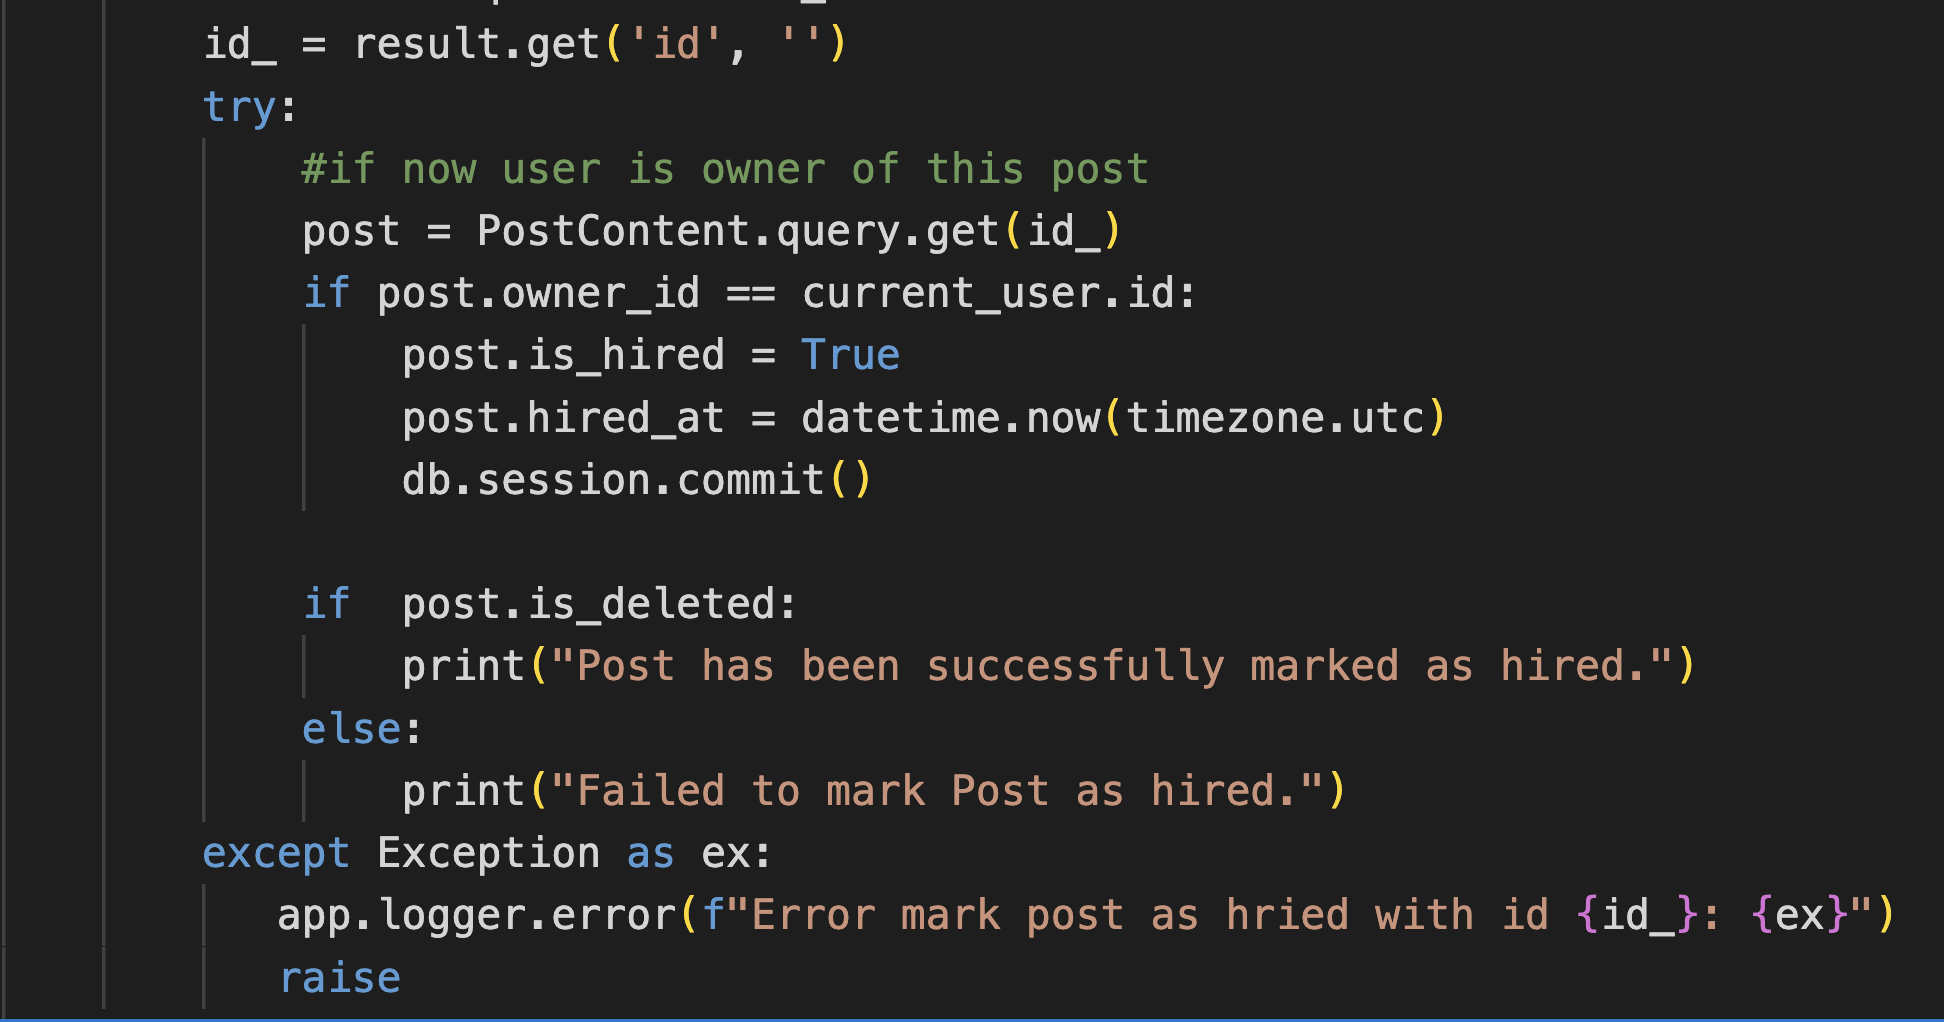 id_ = result.get('id', '')
try:
#if now user is owner of this post
post = PostContent.query.get(id_)
if post.owner_id == current_user.id:
post.is_hired = True
post.hired_at = datetime.now(timezone.utc)
db.session.commit()
if  post.is_deleted:
print("Post has been successfully marked as hired.")
else:
print("Failed to mark Post as hired.")
except Exception as ex:
app.logger.error(f"Error mark post as hried with id {id_}: {ex}")
raise